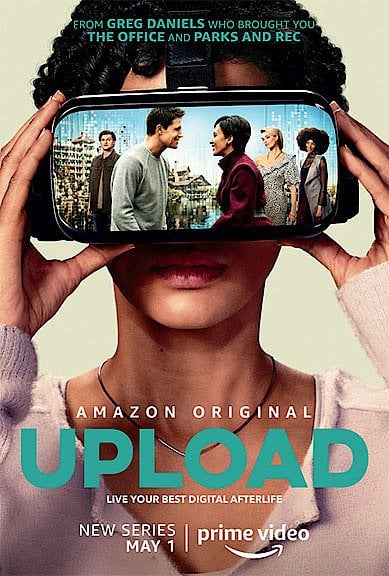 FROM GREG DANIELS WHO BROUGHT YOU
THE OFFICE AND PARKS AND REC
AMAZON ORIGINAL
UPLOAD
LIVE YOUR BEST DIGITAL AFTERLIFE
NEW SERIES
MAY 1
prime video